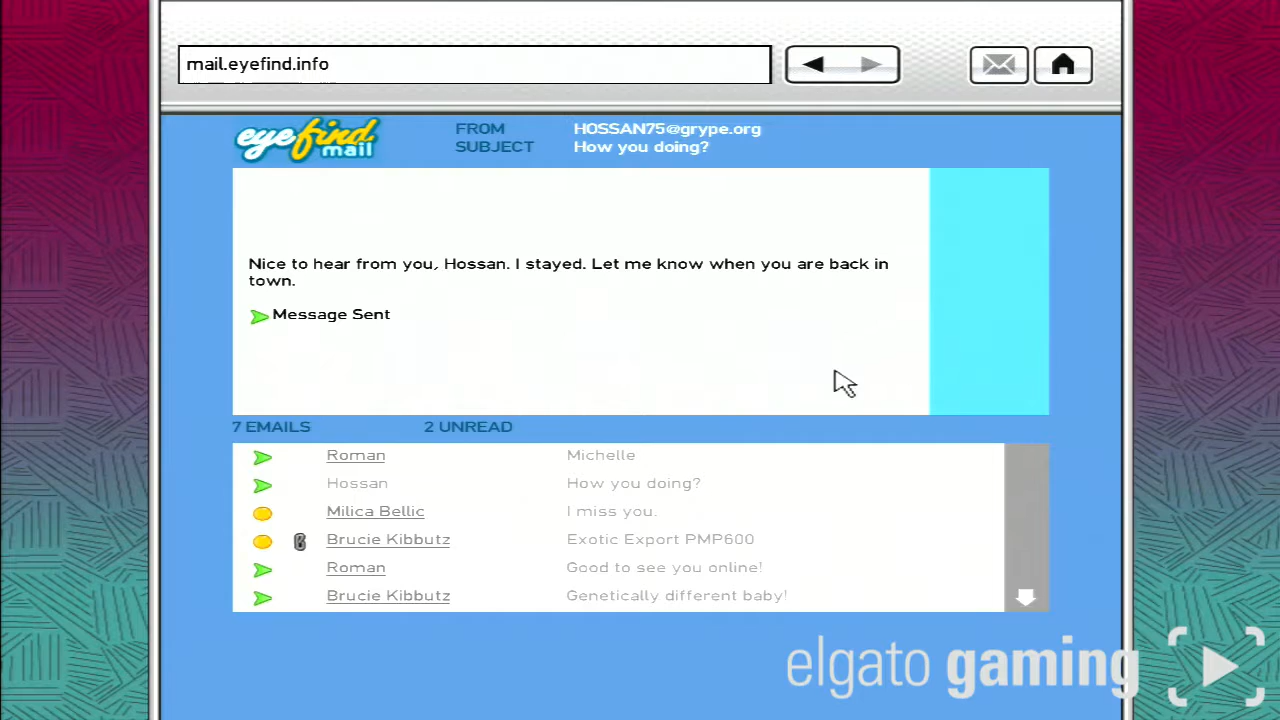 mail.eyefind.info
eyefind
mail
FROM HOSSAN75@grype.org
SUBJECT How you doing?
Nice to hear from you, Hossan. I stayed. Let me know when you are back in
town.
Message Sent
7 EMAILS 2 UNREAD
Roman Michelle
Hossan How you doing?
Milica Bellic I miss you.
Brucie Kibbutz Exotic Export PMP600
Roman Good to see you online!
Brucie Kibbutz Genetically different baby!
elgato gaming